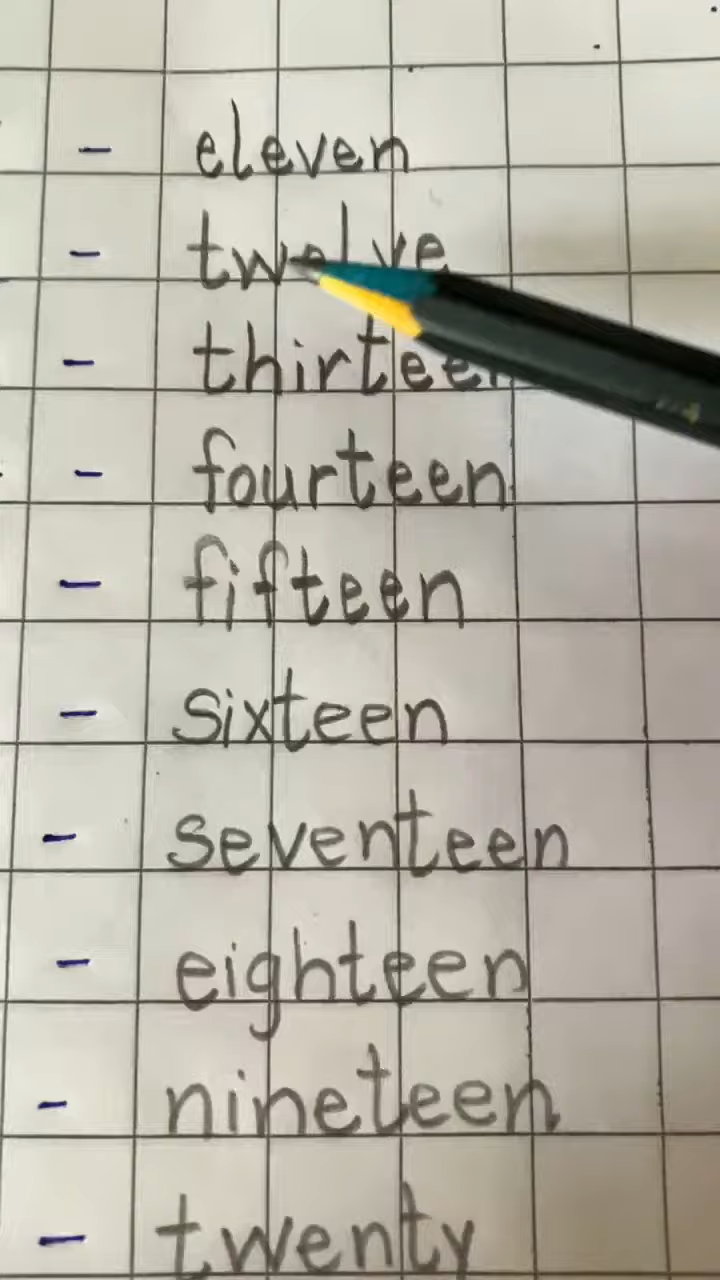 - eleven
- twelve
- thirteen
- fourteen
- fifteen
- sixteen
- seventeen
- eighteen
- nineteen
- twenty